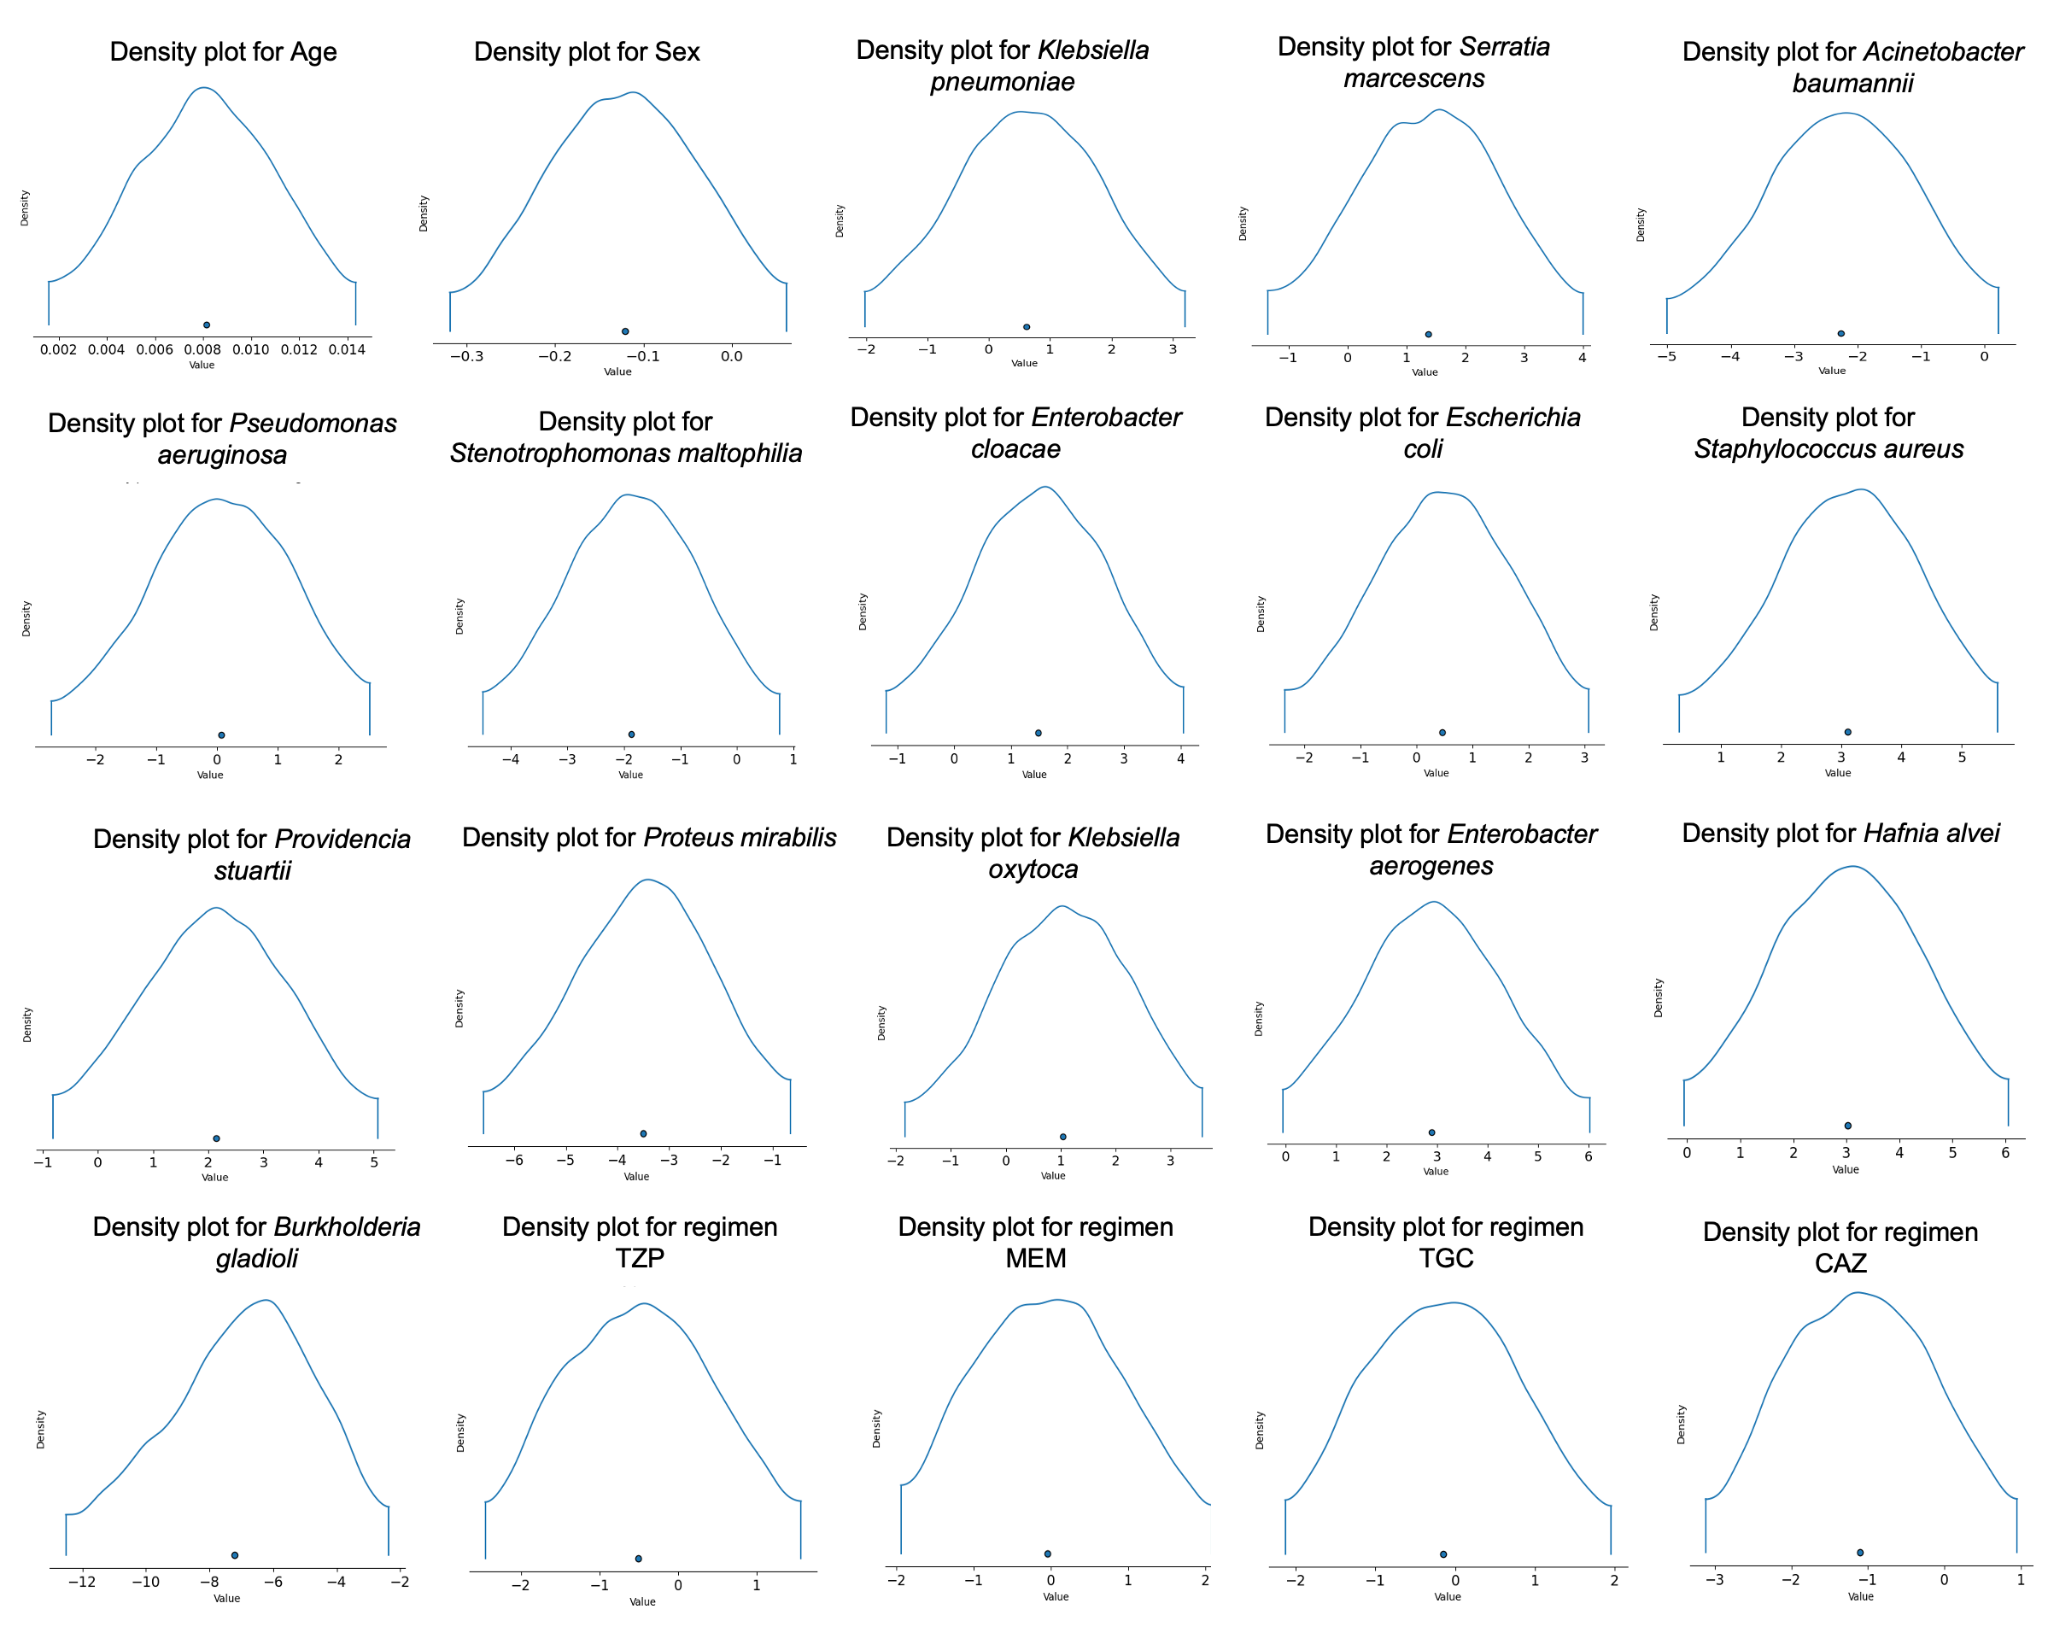 Density plot for Age
Density
0.002 0.004 0.006 0.008 0.010 0.012 0.014
Value
Density plot for Sex
Density
−0.3 −0.2 −0.1 0.0
Value
Density plot for Klebsiella
pneumoniae
Density
−2 −1 0 1 2 3
Value
Density plot for Serratia
marcescens
Density
−1 0 1 2 3 4
Value
Density plot for Acinetobacter
baumannii
Density
−5 −4 −3 −2 −1 0
Value
Density plot for Pseudomonas
aeruginosa
Density
−2 −1 0 1 2
Value
Density plot for
Stenotrophomonas maltophilia
Density
−4 −3 −2 −1 0 1
Value
Density plot for Enterobacter
cloacae
Density
−1 0 1 2 3 4
Value
Density plot for Escherichia
coli
Density
−2 −1 0 1 2 3
Value
Density plot for
Staphylococcus aureus
Density
1 2 3 4 5
Value
Density plot for Providencia
stuartii
Density
−1 0 1 2 3 4 5
Value
Density plot for Proteus mirabilis
Density
−6 −5 −4 −3 −2 −1
Value
Density plot for Klebsiella
oxytoca
Density
−2 −1 0 1 2 3
Value
Density plot for Enterobacter
aerogenes
Density
0 1 2 3 4 5 6
Value
Density plot for Hafnia alvei
Density
0 1 2 3 4 5 6
Value
Density plot for Burkholderia
gladioli
Density
−12 −10 −8 −6 −4 −2
Value
Density plot for regimen
TZP
Density
−2 −1 0 1
Value
Density plot for regimen
MEM
Density
−2 −1 0 1 2
Value
Density plot for regimen
TGC
Density
−2 −1 0 1 2
Value
Density plot for regimen
CAZ
Density
−3 −2 −1 0 1
Value